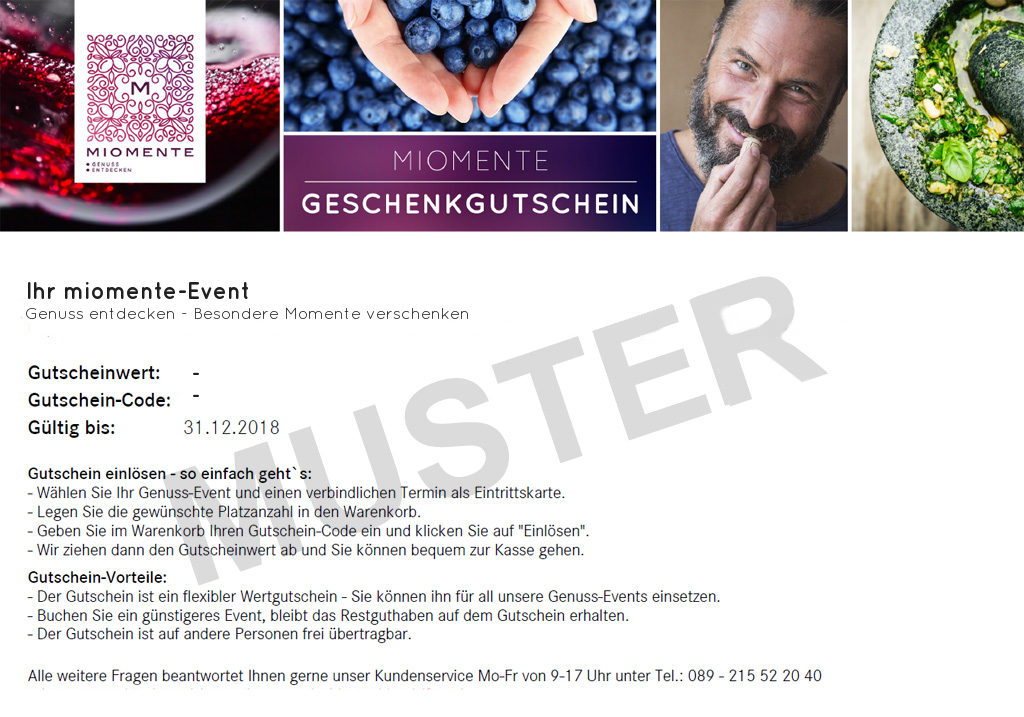 M
MIOMENTE
• GENUSS
• ENTDECKEN
MIOMENTE
GESCHENKGUTSCHEIN
Ihr miomente-Event
Genuss entdecken - Besondere Momente verschenken
MUSTER
Gutscheinwert: -
Gutschein-Code: -
Gültig bis: 31.12.2018
Gutschein einlösen - so einfach geht`s:
- Wählen Sie Ihr Genuss-Event und einen verbindlichen Termin als Eintrittskarte.
- Legen Sie die gewünschte Platzanzahl in den Warenkorb.
- Geben Sie im Warenkorb Ihren Gutschein-Code ein und klicken Sie auf "Einlösen".
- Wir ziehen dann den Gutscheinwert ab und Sie können bequem zur Kasse gehen.
Gutschein-Vorteile:
- Der Gutschein ist ein flexibler Wertgutschein - Sie können ihn für all unsere Genuss-Events einsetzen.
- Buchen Sie ein günstigeres Event, bleibt das Restguthaben auf dem Gutschein erhalten.
- Der Gutschein ist auf andere Personen frei übertragbar.
Alle weitere Fragen beantwortet Ihnen gerne unser Kundenservice Mo-Fr von 9-17 Uhr unter Tel.: 089 - 215 52 20 40